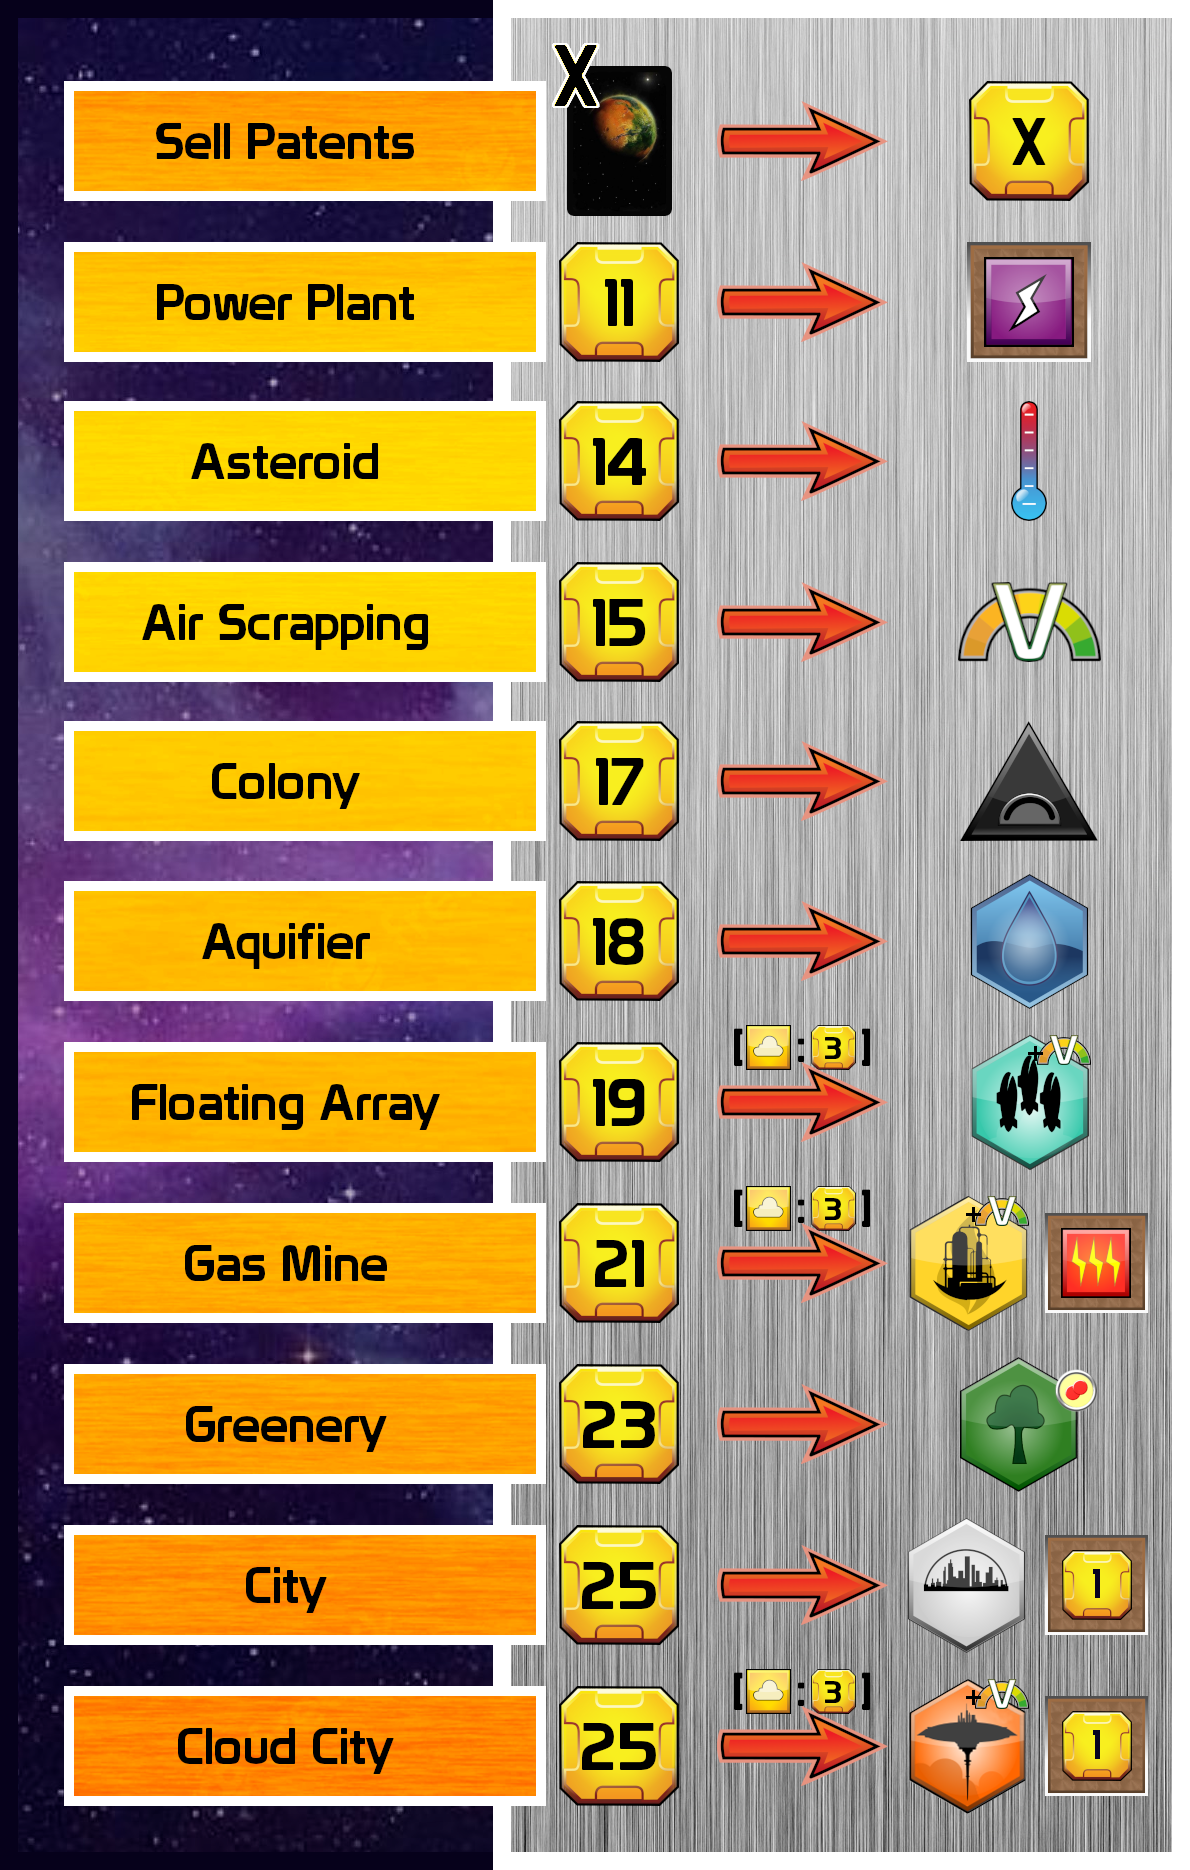 X
Sell Patents X
Power Plant 11
Asteroid 14
Air Scrapping 15 V
Colony 17
Aquifier 18
[ : 3 ]
Floating Array 19 + V
[ : 3 ]
Gas Mine 21 + V
Greenery 23
City 25 1
[ : 3 ]
Cloud City 25 + V 1